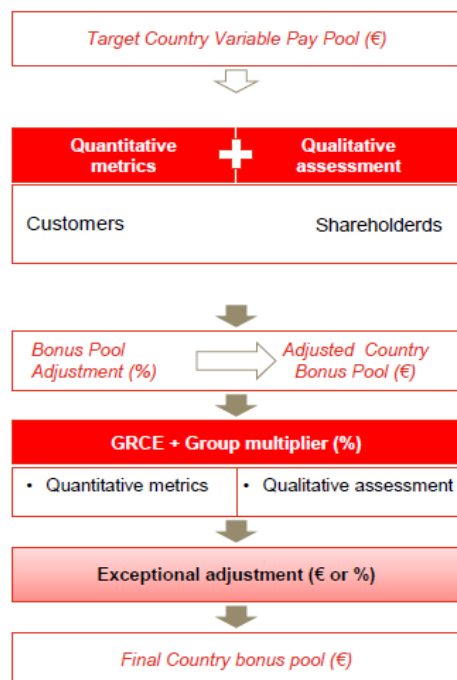 Target Country Variable Pay Pool (€)
Quantitative metrics
Qualitative assessment
Customers
Shareholderds
Bonus Pool Adjustment (%)
Adjusted Country Bonus Pool (€)
GRCE + Group multiplier (%)
• Quantitative metrics
• Qualitative assessment
Exceptional adjustment (€ or %)
Final Country bonus pool (€)